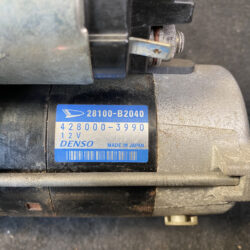 28100-B2040
428000-3990
12V
DENSO MADE IN JAPAN